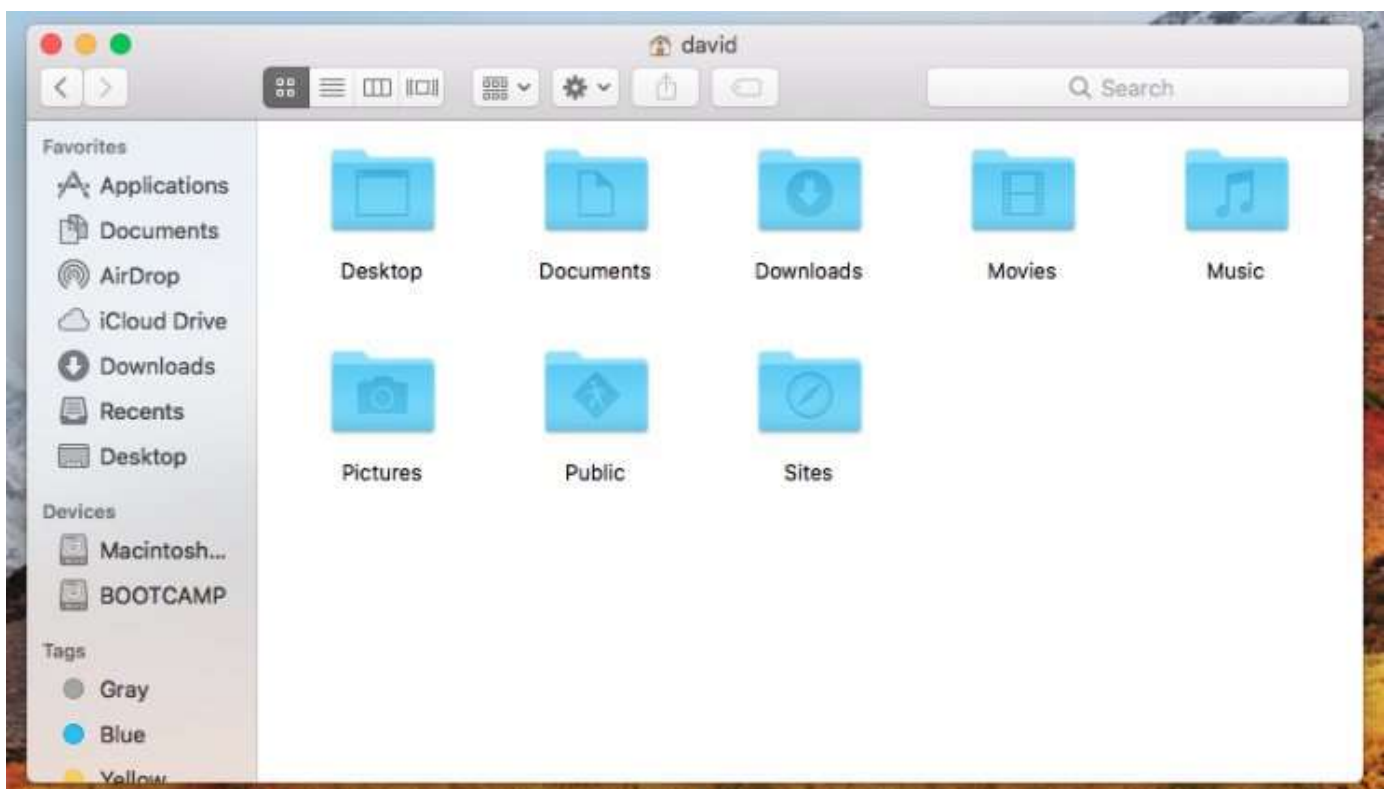 david
Search
Favorites
Applications
Documents
AirDrop
iCloud Drive
Downloads
Recents
Desktop
Devices
Macintosh...
BOOTCAMP
Tags
Gray
Blue
Yellow
Desktop Documents Downloads Movies Music
Pictures Public Sites